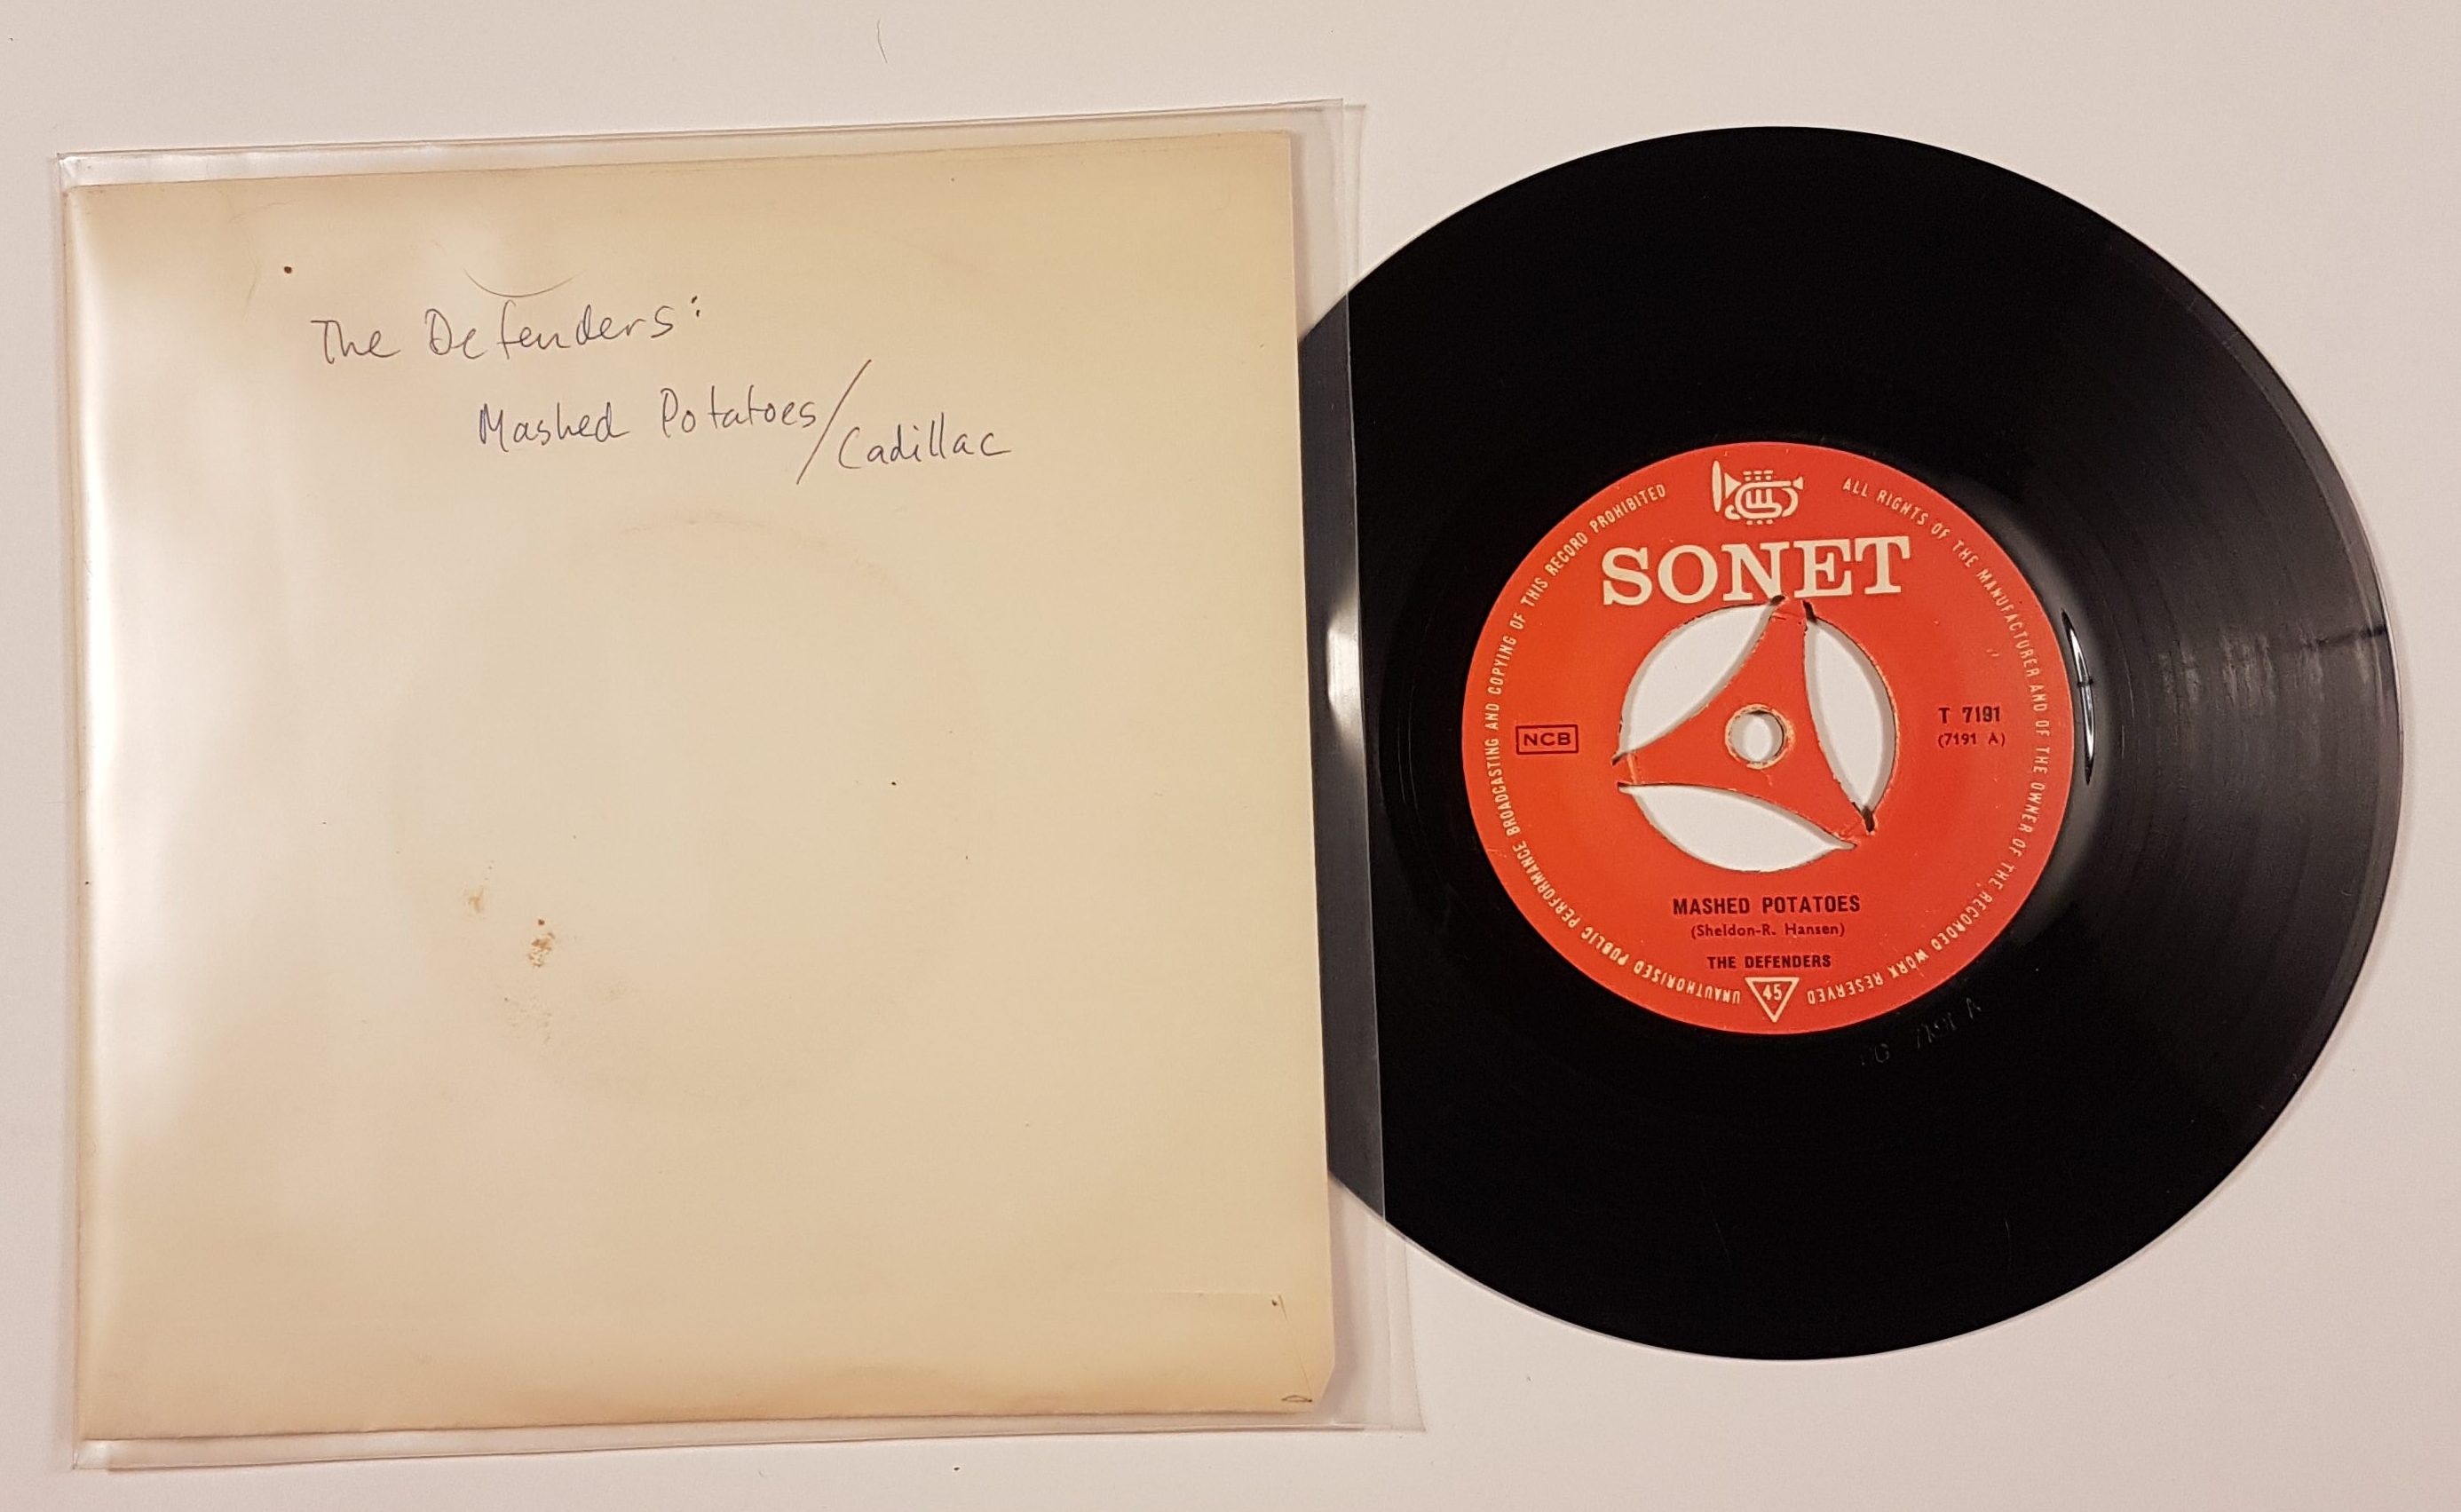 The Defenders:
Mashed Potatoes/Cadillac
ALL RIGHTS OF THE MANUFACTURER AND OF THE OWNER OF THE RECORDED WORK RESERVED
UNAUTHORISED PUBLIC PERFORMANCE BROADCASTING AND COPYING OF THIS RECORD PROHIBITED
SONET
NCB
T 7191
(7191 A)
MASHED POTATOES
(Sheldon-R. Hansen)
THE DEFENDERS
45
7191 A